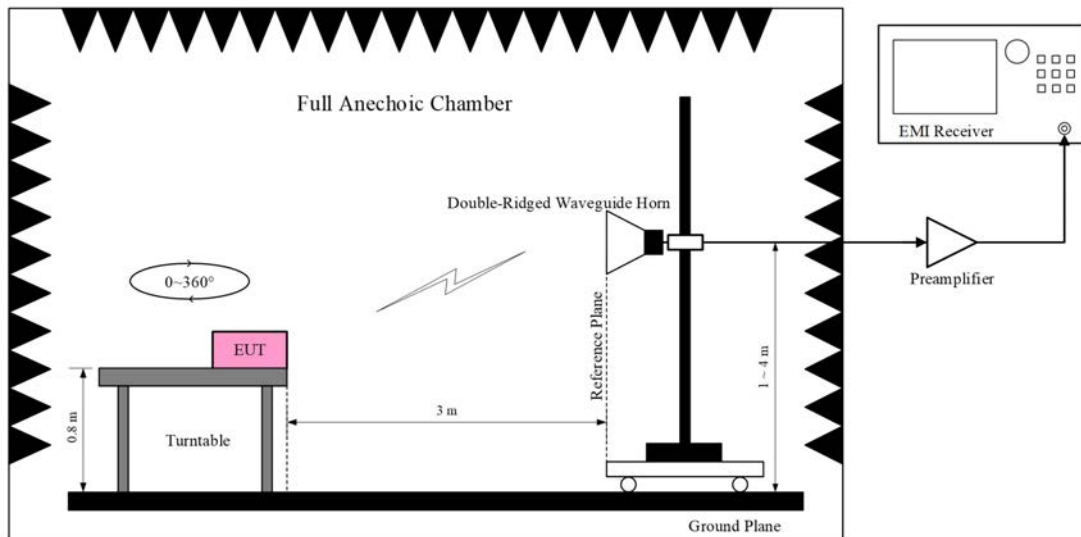 Full Anechoic Chamber
EMI Receiver
Double-Ridged Waveguide Horn
0~360°
Preamplifier
EUT
Reference Plane
1 ~ 4 m
0.8 m
3 m
Turntable
Ground Plane